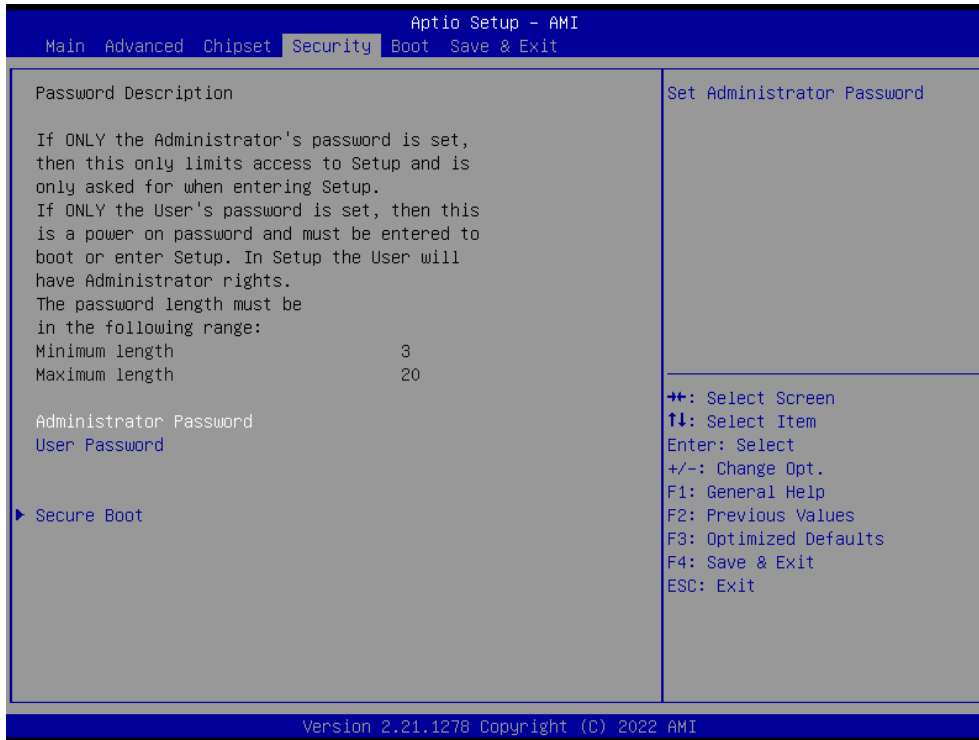 Aptio Setup – AMI
Main Advanced Chipset Security Boot Save & Exit
Password Description
If ONLY the Administrator's password is set,
then this only limits access to Setup and is
only asked for when entering Setup.
If ONLY the User's password is set, then this
is a power on password and must be entered to
boot or enter Setup. In Setup the User will
have Administrator rights.
The password length must be
in the following range:
Minimum length 3
Maximum length 20
Administrator Password
User Password
Secure Boot
Set Administrator Password
→←: Select Screen
↑↓: Select Item
Enter: Select
+/-: Change Opt.
F1: General Help
F2: Previous Values
F3: Optimized Defaults
F4: Save & Exit
ESC: Exit
Version 2.21.1278 Copyright (C) 2022 AMI